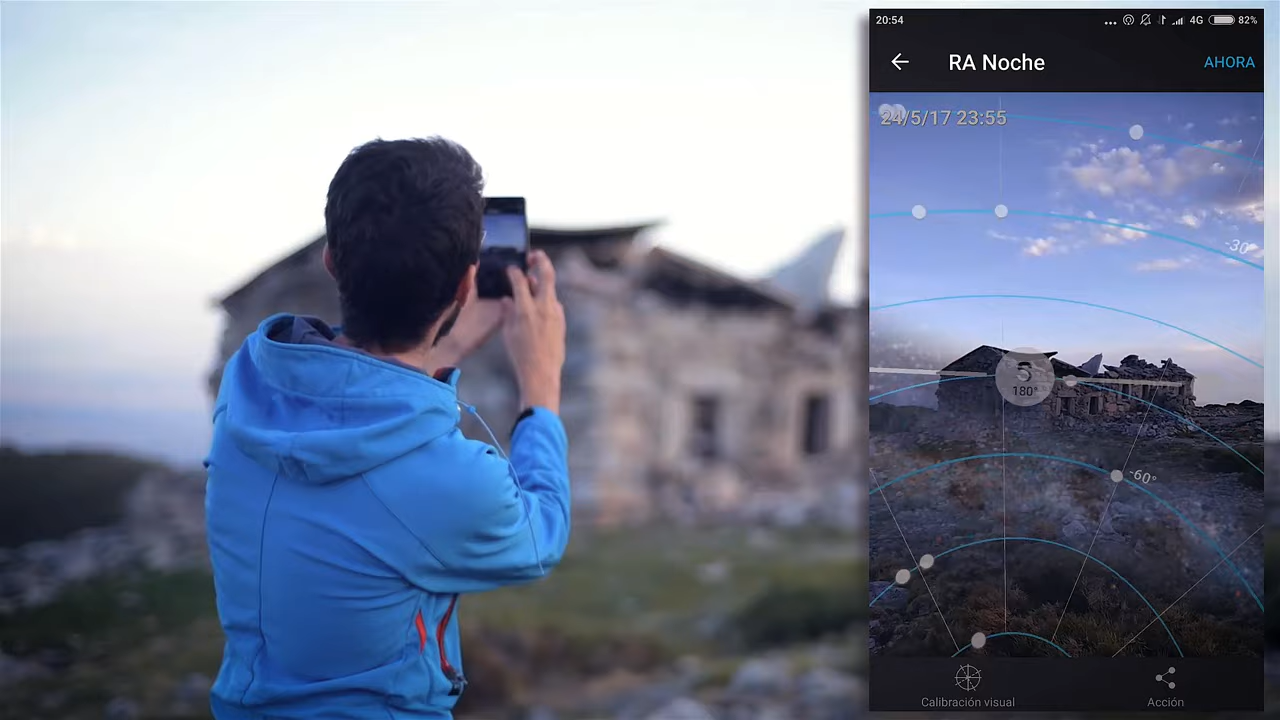 20:54
4G
82%
RA Noche
AHORA
24/5/17 23:55
-30°
S
180°
-60°
Calibración visual
Acción